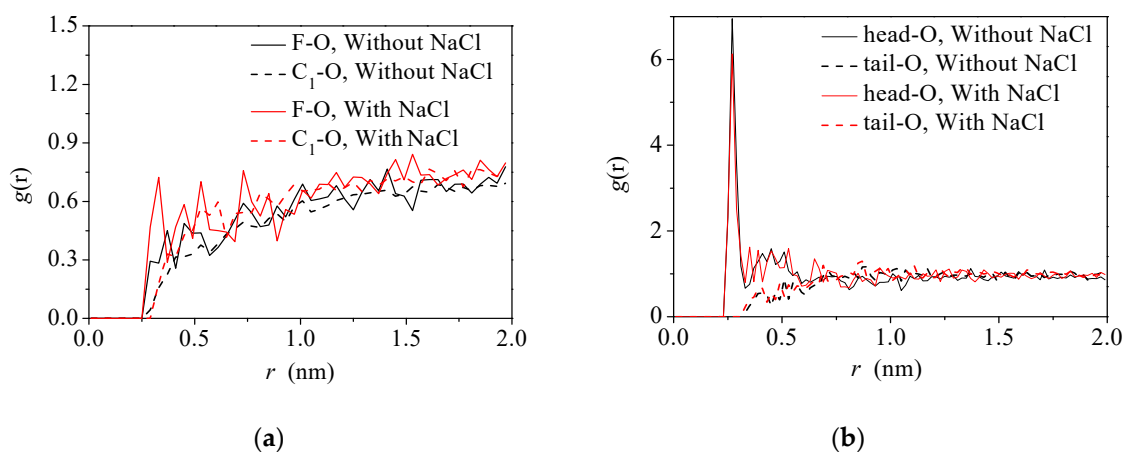 1.5
1.2
0.9
0.6
0.3
0.0
g(r)
F-O, Without NaCl
C₁-O, Without NaCl
F-O, With NaCl
C₁-O, With NaCl
0.0 0.5 1.0 1.5 2.0
r (nm)
(a)
6
4
2
0
g(r)
head-O, Without NaCl
tail-O, Without NaCl
head-O, With NaCl
tail-O, With NaCl
0.0 0.5 1.0 1.5 2.0
r (nm)
(b)